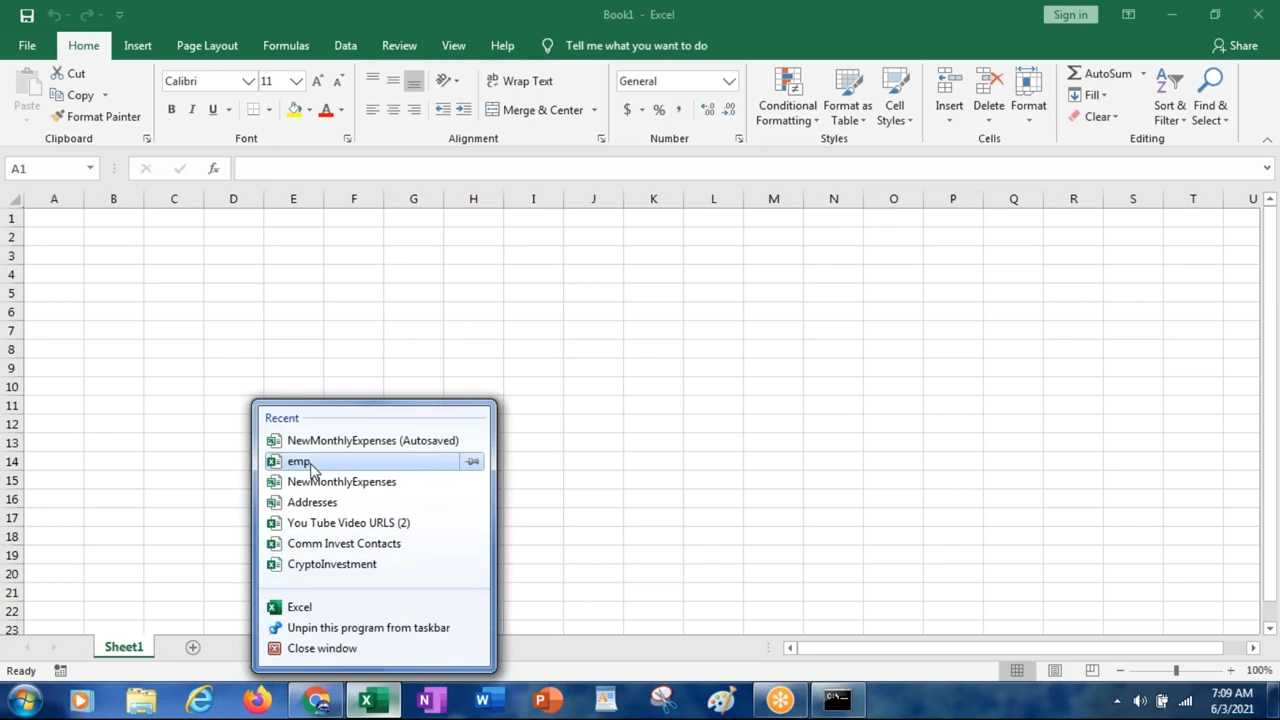 Book1 - Excel
Sign in
File Home Insert Page Layout Formulas Data Review View Help Tell me what you want to do Share
Paste
Cut
Copy
Format Painter
Clipboard
Calibri 11
B I U
Font
Wrap Text
Merge & Center
Alignment
General
$ % ,
Number
Conditional Formatting
Format as Table
Cell Styles
Styles
Insert
Delete
Format
Cells
AutoSum
Fill
Clear
Sort & Filter
Find & Select
Editing
A1 fx
A B C D E F G H I J K L M N O P Q R S T U
1
2
3
4
5
6
7
8
9
10
11
12
13
14
15
16
17
18
19
20
21
22
23
Recent
NewMonthlyExpenses (Autosaved)
emp
NewMonthlyExpenses
Addresses
You Tube Video URLS (2)
Comm Invest Contacts
CryptoInvestment
Excel
Unpin this program from taskbar
Close window
Sheet1
Ready 100%
7:09 AM
6/3/2021